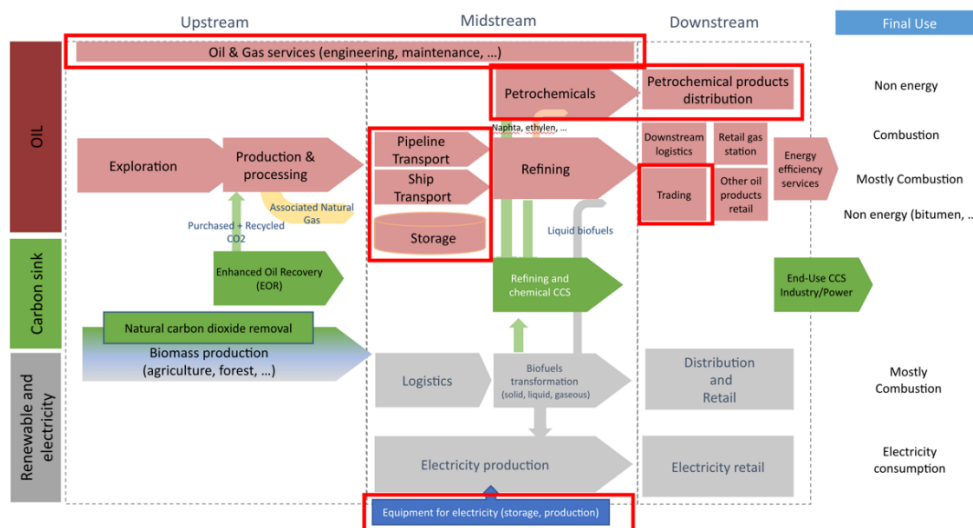 Upstream
Midstream
Downstream
Final Use
OIL
Oil & Gas services (engineering, maintenance, ...)
Petrochemicals
Petrochemical products
distribution
Non energy
Naphta, ethylen, ...
Exploration
Production &
processing
Pipeline
Transport
Ship
Transport
Storage
Refining
Downstream
logistics
Retail gas
station
Trading
Other oil
products
retail
Energy
efficiency
services
Combustion
Mostly Combustion
Non energy (bitumen, ..
Associated Natural
Gas
Purchased + Recycled
CO2
Liquid biofuels
Carbon sink
Enhanced Oil Recovery
(EOR)
Refining and
chemical CCS
End-Use CCS
Industry/Power
Natural carbon dioxide removal
Biomass production
(agriculture, forest, ...)
Renewable and
electricity
Logistics
Biofuels
transformation
(solid, liquid, gaseous)
Distribution
and
Retail
Mostly
Combustion
Electricity production
Electricity retail
Electricity
consumption
Equipment for electricity (storage, production)